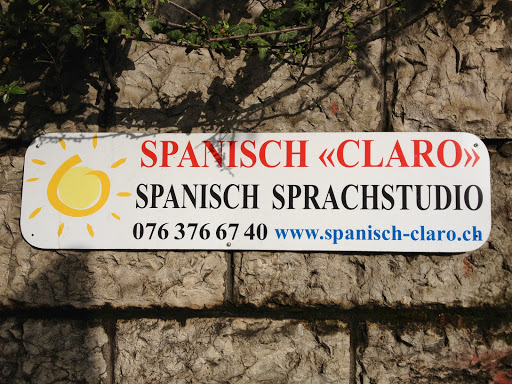 SPANISCH «CLARO»
SPANISCH SPRACHSTUDIO
076 376 67 40 www.spanisch-claro.ch